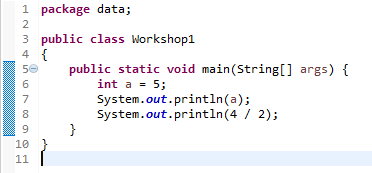 1 package data;
2
3 public class Workshop1
4 {
5 public static void main(String[] args) {
6 int a = 5;
7 System.out.println(a);
8 System.out.println(4 / 2);
9 }
10 }
11